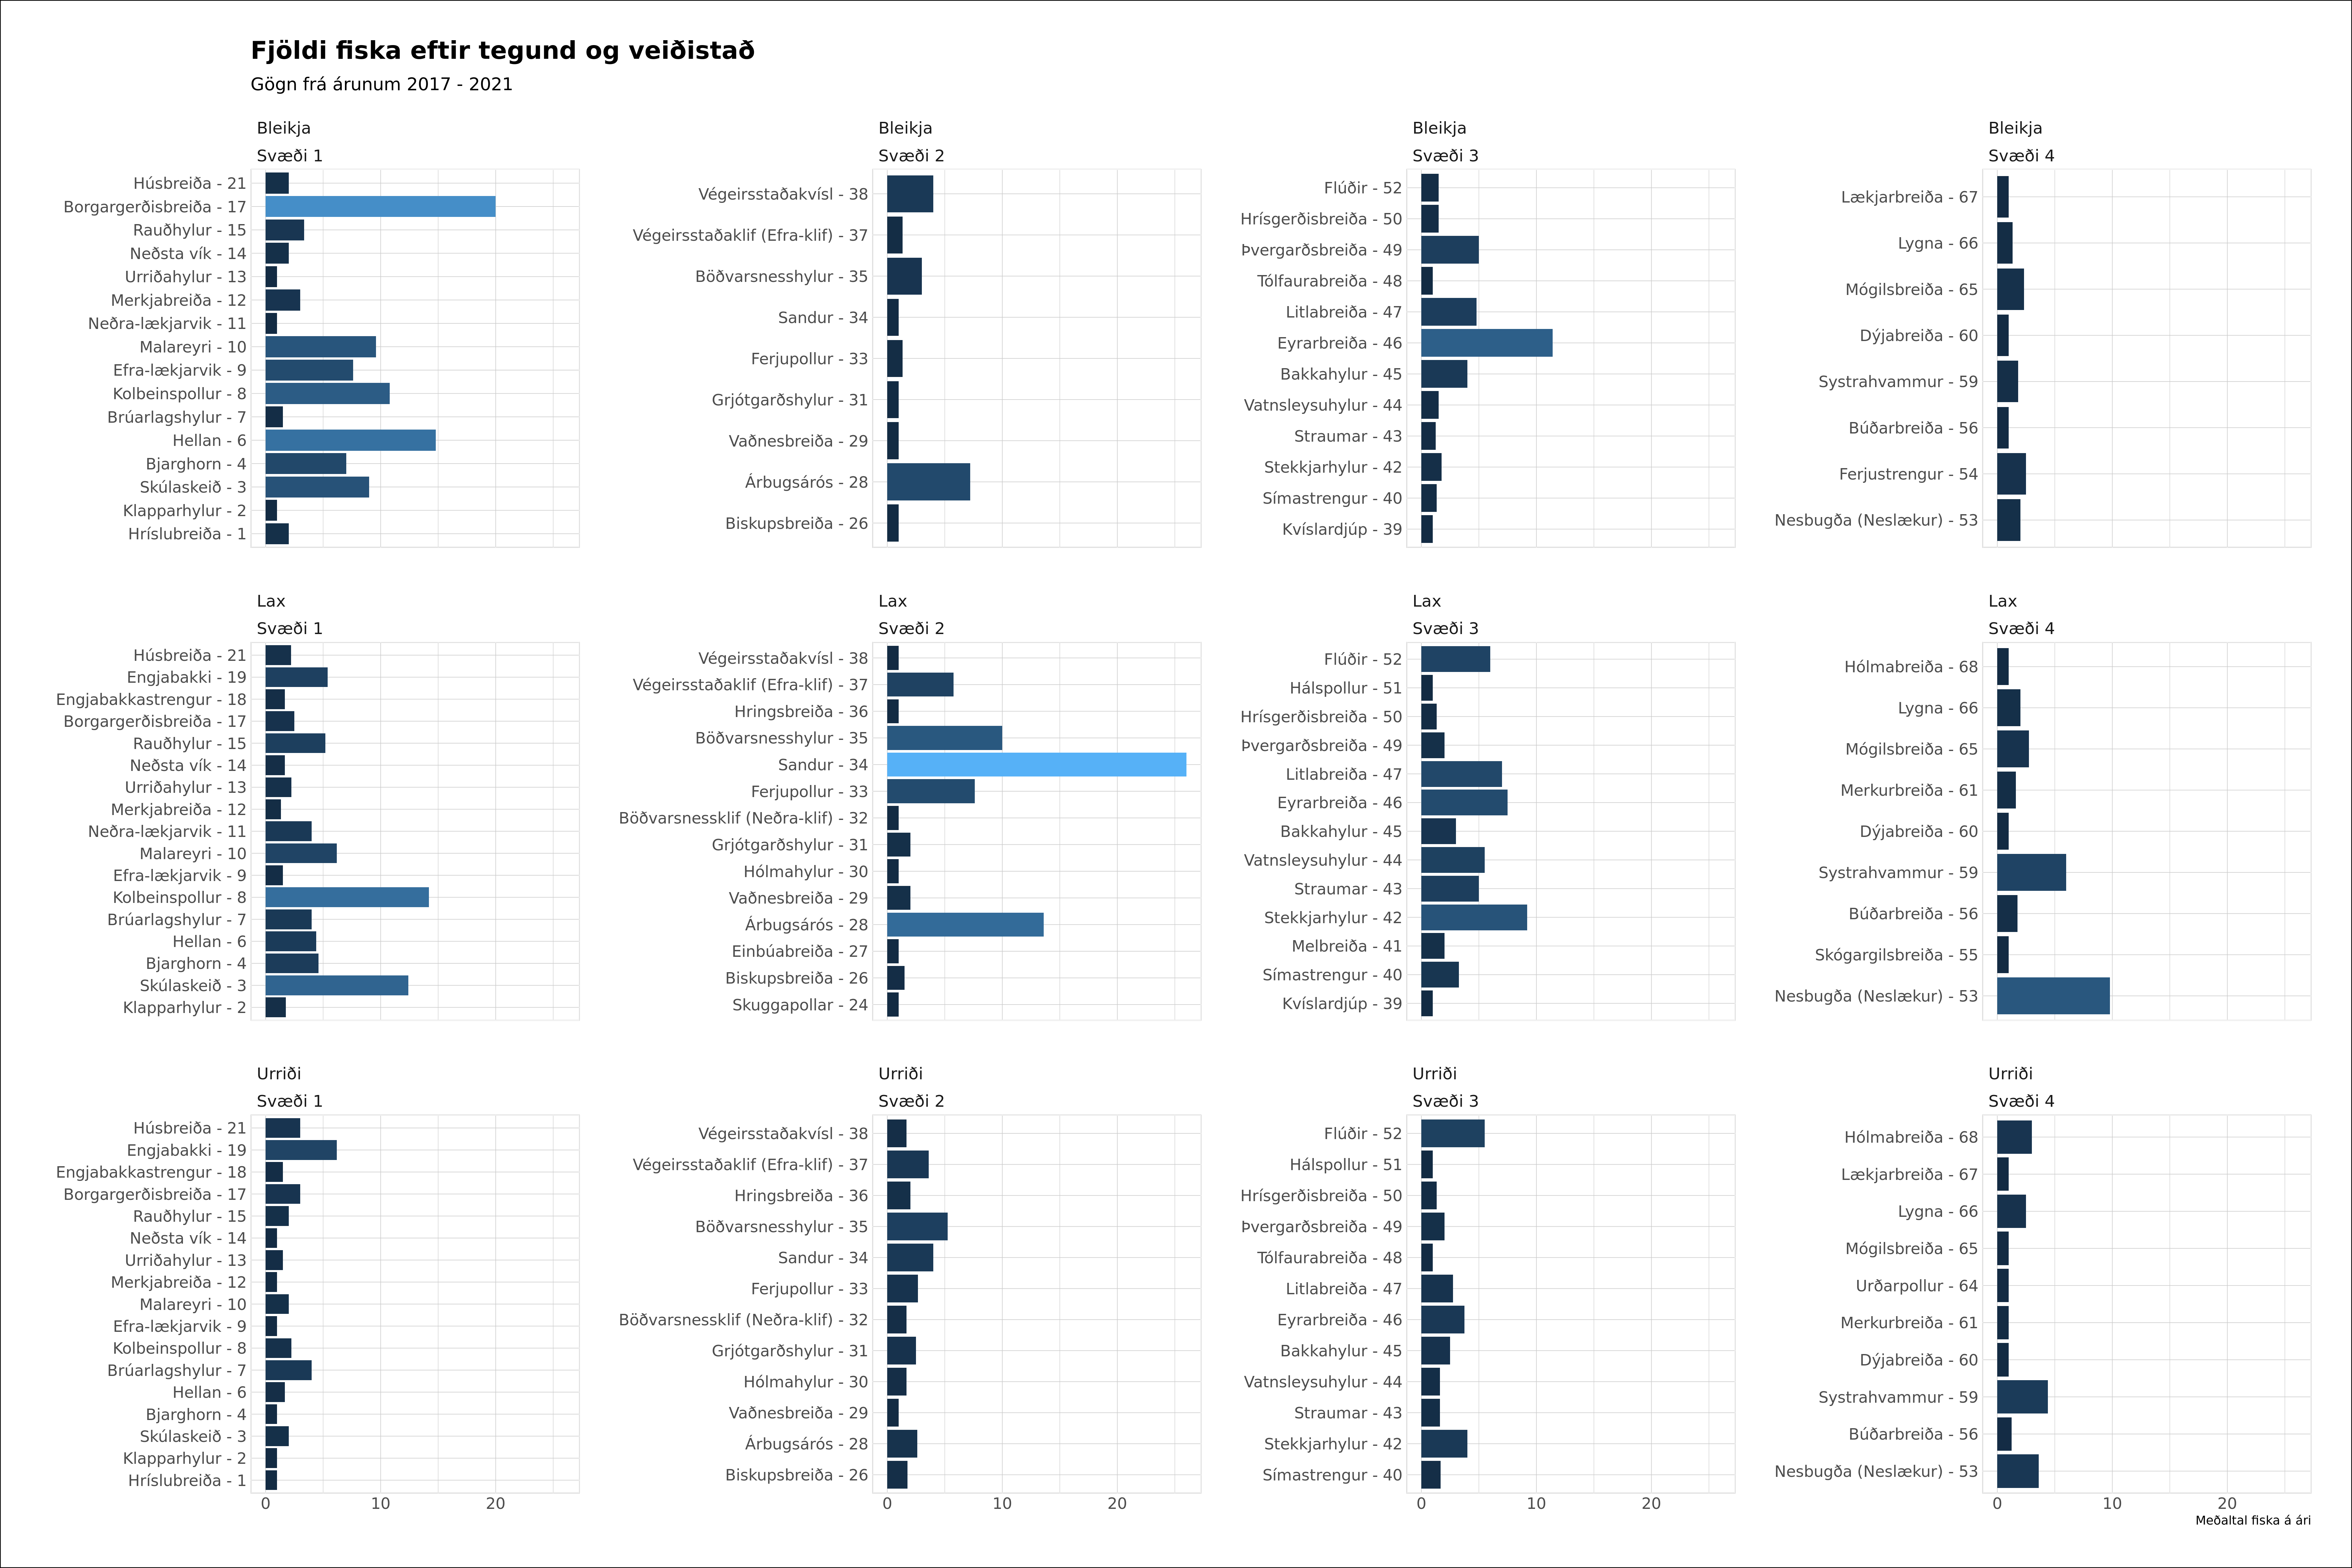 Fjöldi fiska eftir tegund og veiðistað
Gögn frá árunum 2017 - 2021
Bleikja
Svæði 1
Húsbreiða - 21
Borgargerðisbreiða - 17
Rauðhylur - 15
Neðsta vík - 14
Urriðahylur - 13
Merkjabreiða - 12
Neðra-lækjarvik - 11
Malareyri - 10
Efra-lækjarvik - 9
Kolbeinspollur - 8
Brúarlagshylur - 7
Hellan - 6
Bjarghorn - 4
Skúlaskeið - 3
Klapparhylur - 2
Hríslubreiða - 1
Bleikja
Svæði 2
Végeirsstaðakvísl - 38
Végeirsstaðaklif (Efra-klif) - 37
Böðvarsnesshylur - 35
Sandur - 34
Ferjupollur - 33
Grjótgarðshylur - 31
Vaðnesbreiða - 29
Árbugsárós - 28
Biskupsbreiða - 26
Bleikja
Svæði 3
Flúðir - 52
Hrísgerðisbreiða - 50
Þvergarðsbreiða - 49
Tólfaurabreiða - 48
Litlabreiða - 47
Eyrarbreiða - 46
Bakkahylur - 45
Vatnsleysuhylur - 44
Straumar - 43
Stekkjarhylur - 42
Símastrengur - 40
Kvíslardjúp - 39
Bleikja
Svæði 4
Lækjarbreiða - 67
Lygna - 66
Mógilsbreiða - 65
Dýjabreiða - 60
Systrahvammur - 59
Búðarbreiða - 56
Ferjustrengur - 54
Nesbugða (Neslækur) - 53
Lax
Svæði 1
Húsbreiða - 21
Engjabakki - 19
Engjabakkastrengur - 18
Borgargerðisbreiða - 17
Rauðhylur - 15
Neðsta vík - 14
Urriðahylur - 13
Merkjabreiða - 12
Neðra-lækjarvik - 11
Malareyri - 10
Efra-lækjarvik - 9
Kolbeinspollur - 8
Brúarlagshylur - 7
Hellan - 6
Bjarghorn - 4
Skúlaskeið - 3
Klapparhylur - 2
Lax
Svæði 2
Végeirsstaðakvísl - 38
Végeirsstaðaklif (Efra-klif) - 37
Hringsbreiða - 36
Böðvarsnesshylur - 35
Sandur - 34
Ferjupollur - 33
Böðvarsnessklif (Neðra-klif) - 32
Grjótgarðshylur - 31
Hólmahylur - 30
Vaðnesbreiða - 29
Árbugsárós - 28
Einbúabreiða - 27
Biskupsbreiða - 26
Skuggapollar - 24
Lax
Svæði 3
Flúðir - 52
Hálspollur - 51
Hrísgerðisbreiða - 50
Þvergarðsbreiða - 49
Litlabreiða - 47
Eyrarbreiða - 46
Bakkahylur - 45
Vatnsleysuhylur - 44
Straumar - 43
Stekkjarhylur - 42
Melbreiða - 41
Símastrengur - 40
Kvíslardjúp - 39
Lax
Svæði 4
Hólmabreiða - 68
Lygna - 66
Mógilsbreiða - 65
Merkurbreiða - 61
Dýjabreiða - 60
Systrahvammur - 59
Búðarbreiða - 56
Skógargilsbreiða - 55
Nesbugða (Neslækur) - 53
Urriði
Svæði 1
Húsbreiða - 21
Engjabakki - 19
Engjabakkastrengur - 18
Borgargerðisbreiða - 17
Rauðhylur - 15
Neðsta vík - 14
Urriðahylur - 13
Merkjabreiða - 12
Malareyri - 10
Efra-lækjarvik - 9
Kolbeinspollur - 8
Brúarlagshylur - 7
Hellan - 6
Bjarghorn - 4
Skúlaskeið - 3
Klapparhylur - 2
Hríslubreiða - 1
0 10 20
Urriði
Svæði 2
Végeirsstaðakvísl - 38
Végeirsstaðaklif (Efra-klif) - 37
Hringsbreiða - 36
Böðvarsnesshylur - 35
Sandur - 34
Ferjupollur - 33
Böðvarsnessklif (Neðra-klif) - 32
Grjótgarðshylur - 31
Hólmahylur - 30
Vaðnesbreiða - 29
Árbugsárós - 28
Biskupsbreiða - 26
0 10 20
Urriði
Svæði 3
Flúðir - 52
Hálspollur - 51
Hrísgerðisbreiða - 50
Þvergarðsbreiða - 49
Tólfaurabreiða - 48
Litlabreiða - 47
Eyrarbreiða - 46
Bakkahylur - 45
Vatnsleysuhylur - 44
Straumar - 43
Stekkjarhylur - 42
Símastrengur - 40
0 10 20
Urriði
Svæði 4
Hólmabreiða - 68
Lækjarbreiða - 67
Lygna - 66
Mógilsbreiða - 65
Urðarpollur - 64
Merkurbreiða - 61
Dýjabreiða - 60
Systrahvammur - 59
Búðarbreiða - 56
Nesbugða (Neslækur) - 53
0 10 20
Meðaltal fiska á ári